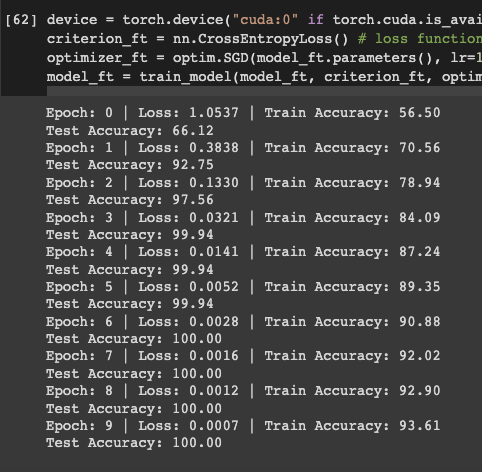 [62] device = torch.device("cuda:0" if torch.cuda.is_avai
criterion_ft = nn.CrossEntropyLoss() # loss function
optimizer_ft = optim.SGD(model_ft.parameters(), lr=1
model_ft = train_model(model_ft, criterion_ft, optim
Epoch: 0 | Loss: 1.0537 | Train Accuracy: 56.50
Test Accuracy: 66.12
Epoch: 1 | Loss: 0.3838 | Train Accuracy: 70.56
Test Accuracy: 92.75
Epoch: 2 | Loss: 0.1330 | Train Accuracy: 78.94
Test Accuracy: 97.56
Epoch: 3 | Loss: 0.0321 | Train Accuracy: 84.09
Test Accuracy: 99.94
Epoch: 4 | Loss: 0.0141 | Train Accuracy: 87.24
Test Accuracy: 99.94
Epoch: 5 | Loss: 0.0052 | Train Accuracy: 89.35
Test Accuracy: 99.94
Epoch: 6 | Loss: 0.0028 | Train Accuracy: 90.88
Test Accuracy: 100.00
Epoch: 7 | Loss: 0.0016 | Train Accuracy: 92.02
Test Accuracy: 100.00
Epoch: 8 | Loss: 0.0012 | Train Accuracy: 92.90
Test Accuracy: 100.00
Epoch: 9 | Loss: 0.0007 | Train Accuracy: 93.61
Test Accuracy: 100.00